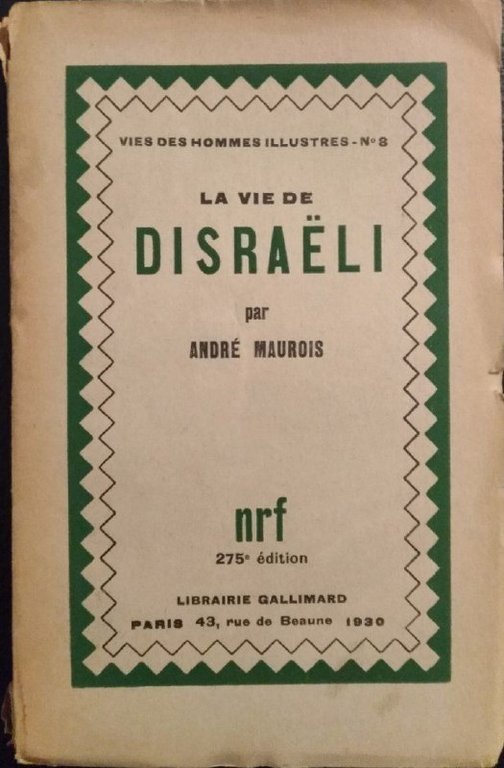 VIES DES HOMMES ILLUSTRES - Nº 8
LA VIE DE
DISRAËLI
par
ANDRÉ MAUROIS
nrf
275e édition
LIBRAIRIE GALLIMARD
PARIS 43, rue de Beaune 1930